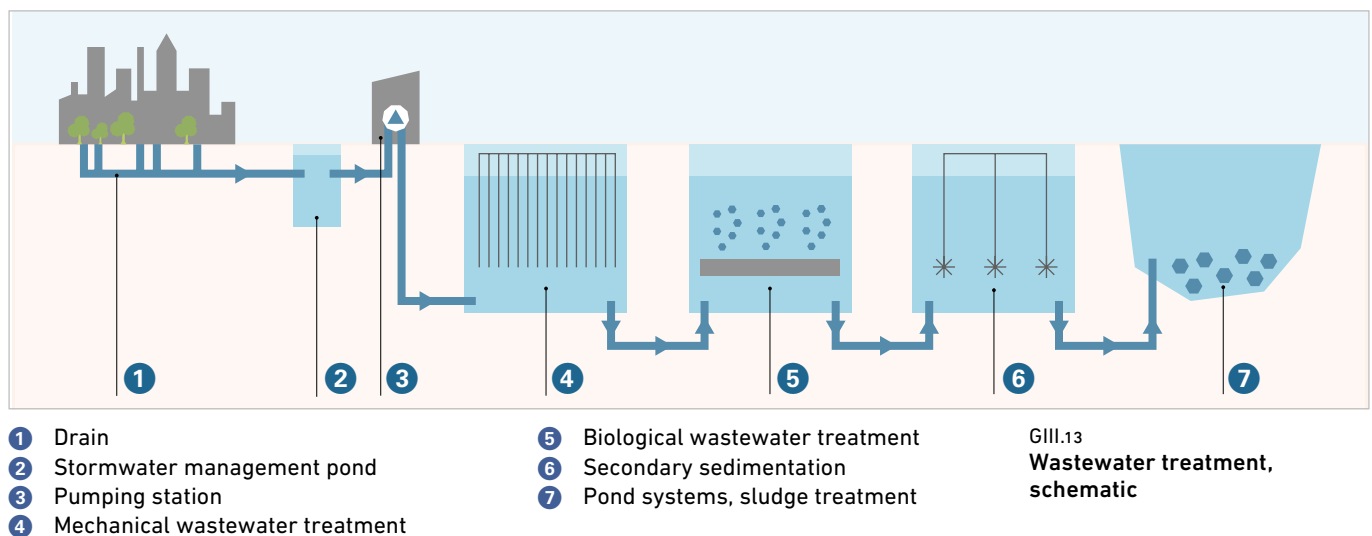 1 2 3 4 5 6 7
1 Drain
2 Stormwater management pond
3 Pumping station
4 Mechanical wastewater treatment
5 Biological wastewater treatment
6 Secondary sedimentation
7 Pond systems, sludge treatment
GIII.13
Wastewater treatment,
schematic